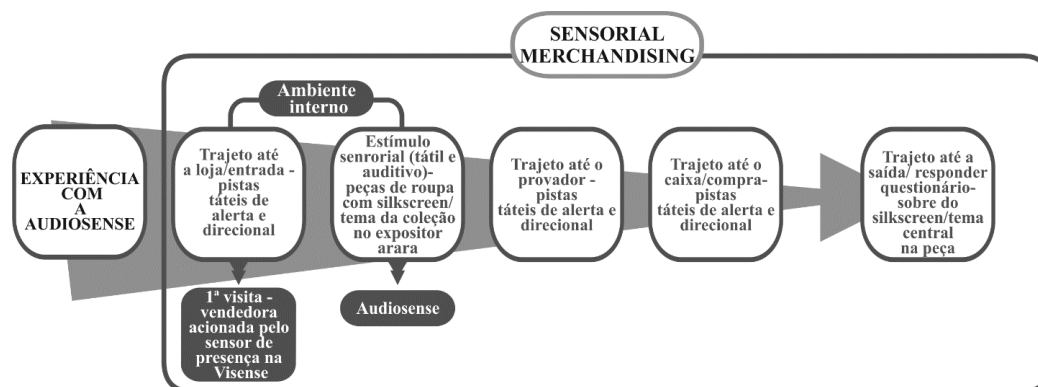 SENSORIAL
MERCHANDISING
Ambiente
interno
EXPERIÊNCIA
COM
A
AUDIOSENSE
Trajeto até
a loja/entrada -
pistas
táteis de
alerta e
direcional
Estímulo
senrorial (tátil e
auditivo)-
peças de roupa
com silkscreen/
tema da coleção
no expositor
arara
Trajeto até o
provador -
pistas
táteis de alerta e
direcional
Trajeto até o
caixa/compra-
pistas
táteis de alerta e
direcional
Trajeto até a
saída/ responder
questionário-
sobre do
silkscreen/tema
central
na peça
1ª visita -
vendedora
acionada pelo
sensor de
presença na
Visense
Audiosense